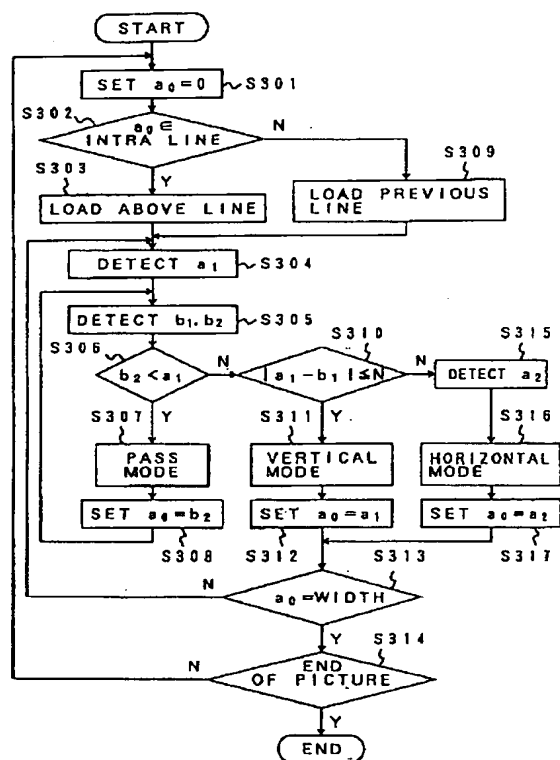 START
SET a₀=0
S301
S302
a₀∈
INTRA LINE
N
Y
S303
S309
LOAD ABOVE LINE
LOAD PREVIOUS
LINE
DETECT a₁
S304
DETECT b₁.b₂
S305
S306
b₂<a₁
N
S310
|a₁-b₁|≤N
N
S315
DETECT a₂
S307
Y
S311
Y
S316
PASS
MODE
VERTICAL
MODE
HORIZONTAL
MODE
SET a₀=b₂
SET a₀=a₁
SET a₀=a₂
S308
S312
S313
S317
N
a₀=WIDTH
Y
S314
N
END
OF PICTURE
Y
END